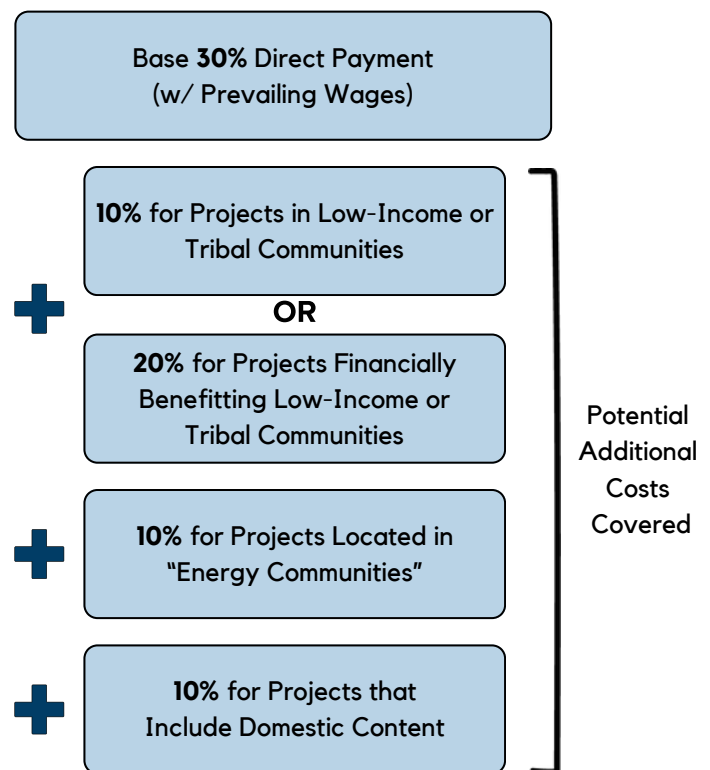 Base 30% Direct Payment
(w/ Prevailing Wages)
10% for Projects in Low-Income or
Tribal Communities
OR
20% for Projects Financially
Benefitting Low-Income or
Tribal Communities
10% for Projects Located in
“Energy Communities”
10% for Projects that
Include Domestic Content
Potential
Additional
Costs
Covered